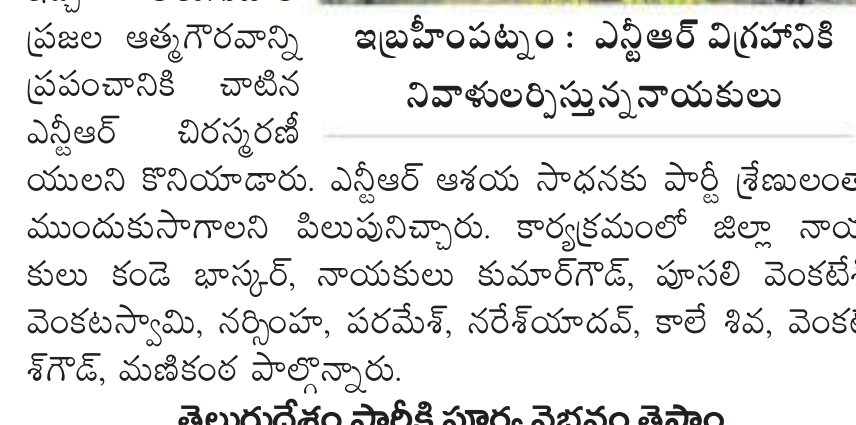 ప్రజల ఆత్మగౌరవాన్ని
ప్రపంచానికి చాటిన
ఎన్టీఆర్ చిరస్మరణీ
ఇబ్రహీంపట్నం : ఎన్టీఆర్ విగ్రహానికి
నివాళులర్పిస్తున్న నాయకులు
యులని కొనియాడారు. ఎన్టీఆర్ ఆశయ సాధనకు పార్టీ శ్రేణులంతా
ముందుకుసాగాలని పిలుపునిచ్చారు. కార్యక్రమంలో జిల్లా నాయ
కులు కండె భాస్కర్, నాయకులు కుమార్‌గౌడ్, పూసలి వెంకటే
వెంకటస్వామి, నర్సింహ, పరమేశ్, నరేశ్‌యాదవ్, కాలే శివ, వెంక
శ్‌గౌడ్, మణికంఠ పాల్గొన్నారు.
తెలుగుదేశం పార్టీకి పూర్వ వైభవం తెస్తాం